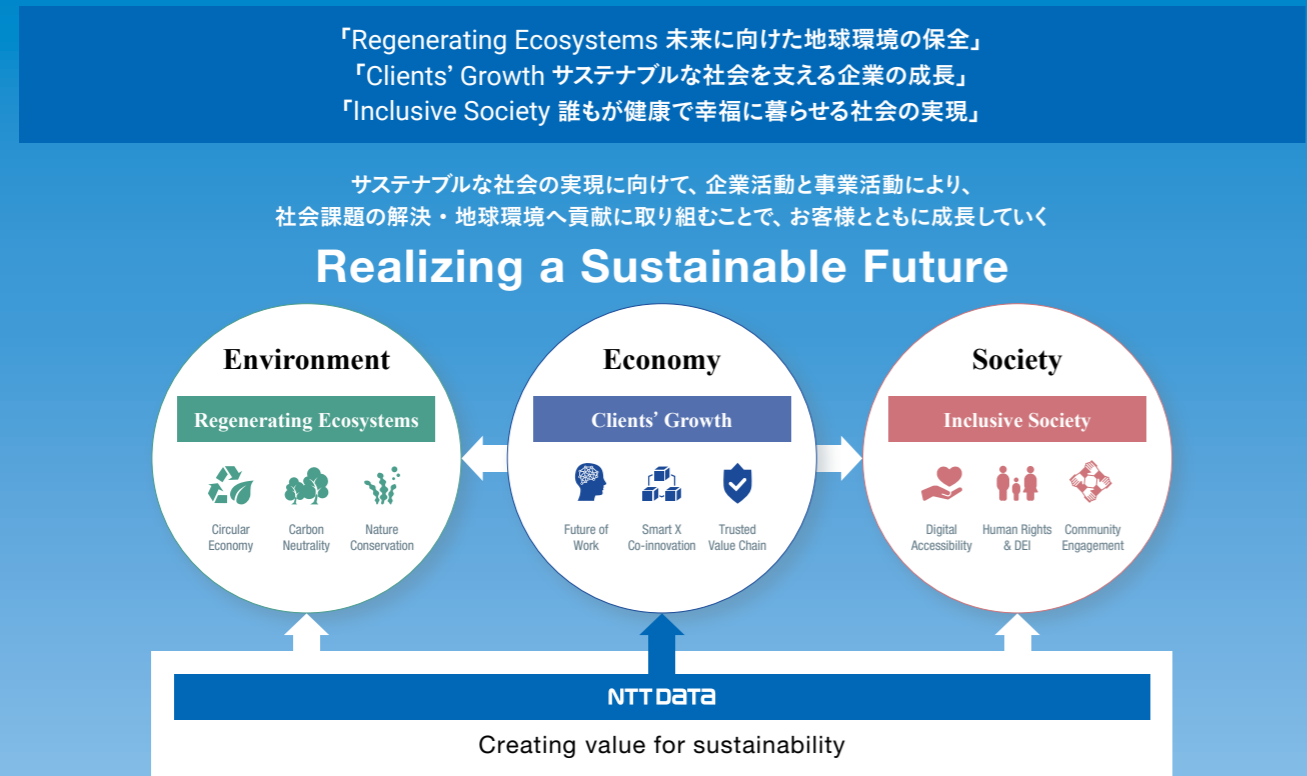 「Regenerating Ecosystems 未来に向けた地球環境の保全」
「Clients’ Growth サステナブルな社会を支える企業の成長」
「Inclusive Society 誰もが健康で幸福に暮らせる社会の実現」
サステナブルな社会の実現に向けて、企業活動と事業活動により、
社会課題の解決・地球環境へ貢献に取り組むことで、お客様とともに成長していく
Realizing a Sustainable Future
Environment
Regenerating Ecosystems
Circular
Economy
Carbon
Neutrality
Nature
Conservation
Economy
Clients’ Growth
Future of
Work
Smart X
Co-innovation
Trusted
Value Chain
Society
Inclusive Society
Digital
Accessibility
Human Rights
& DEI
Community
Engagement
NTT DATA
Creating value for sustainability